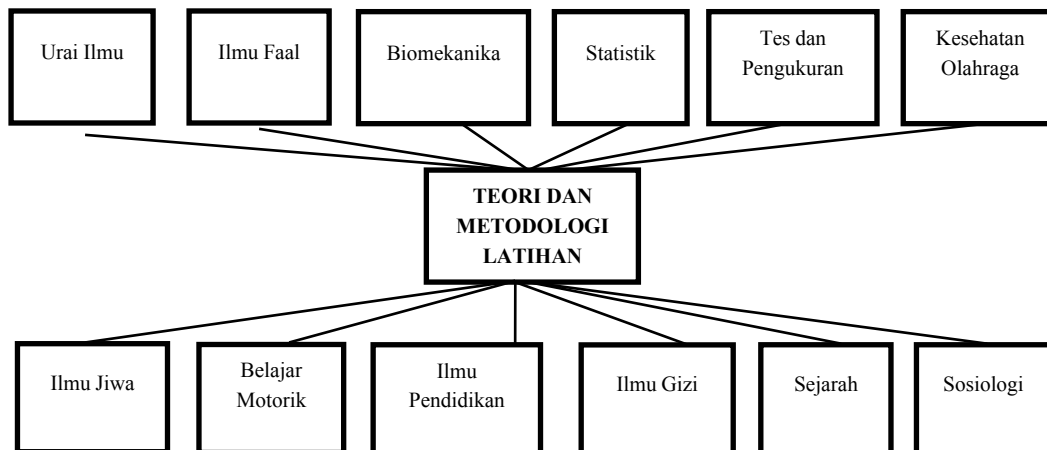 Urai Ilmu
Ilmu Faal
Biomekanika
Statistik
Tes dan
Pengukuran
Kesehatan
Olahraga
TEORI DAN
METODOLOGI
LATIHAN
Ilmu Jiwa
Belajar
Motorik
Ilmu
Pendidikan
Ilmu Gizi
Sejarah
Sosiologi